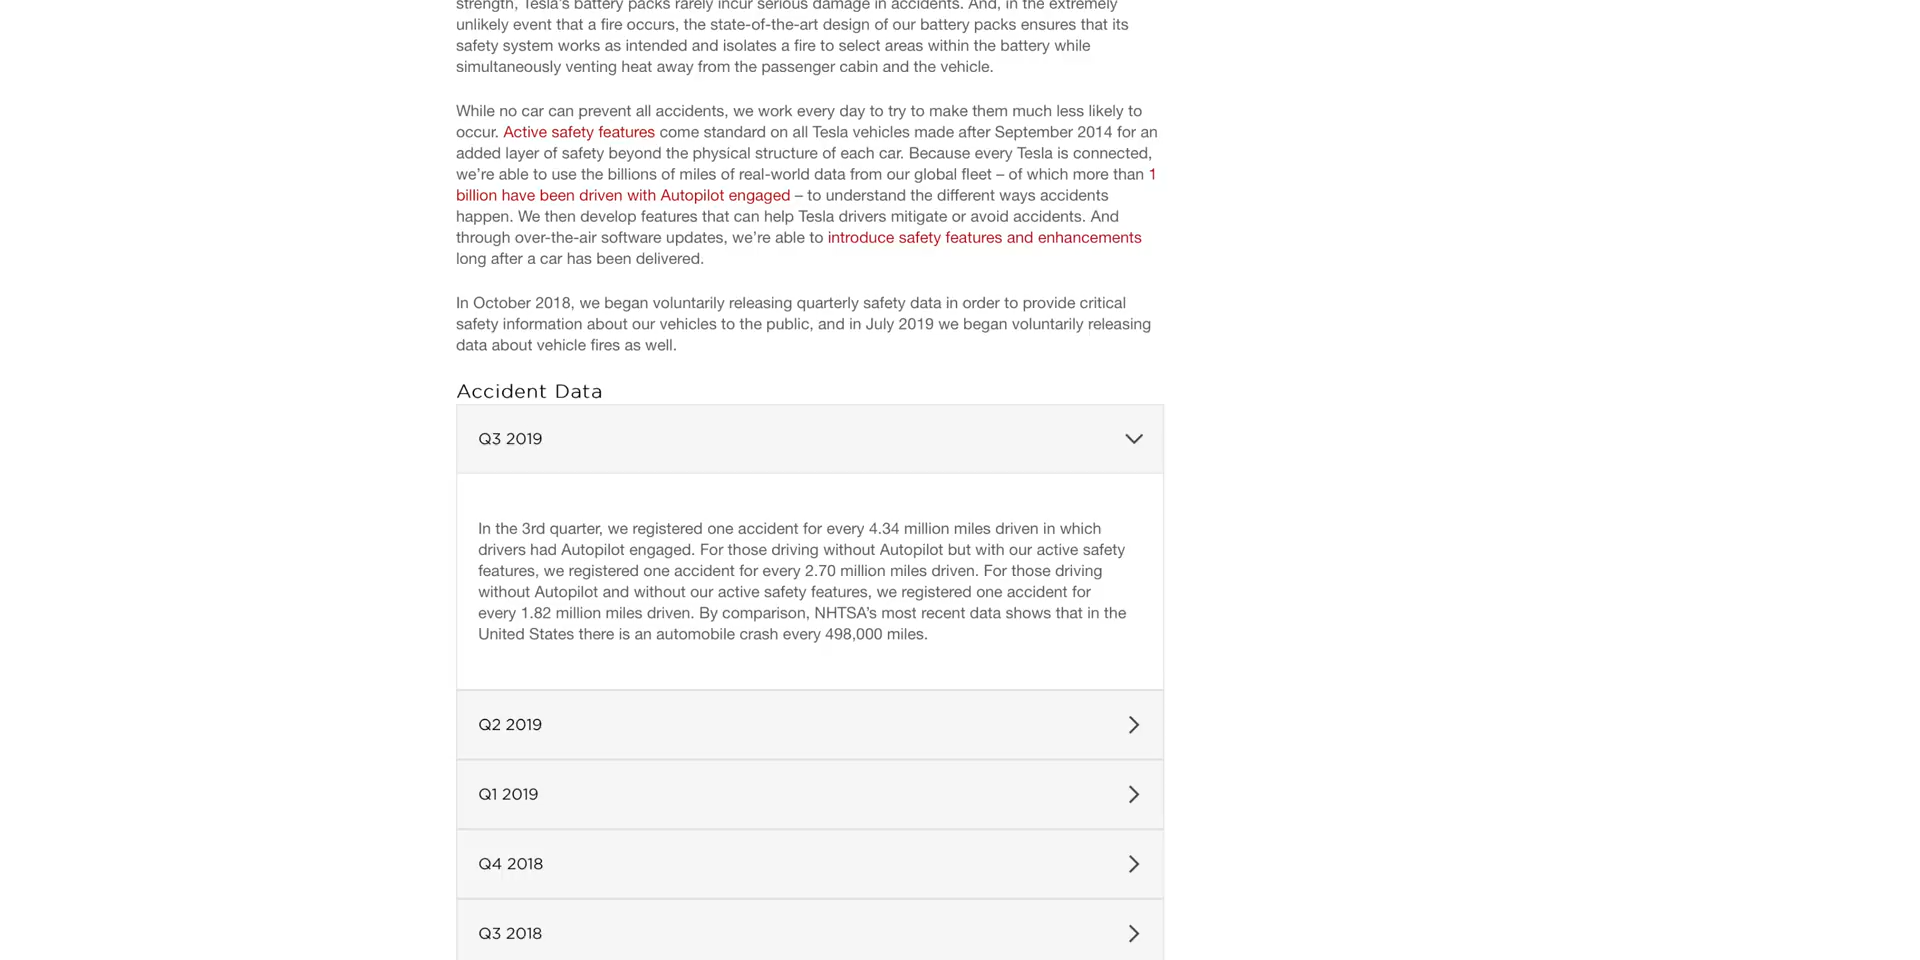 strength, Tesla's battery packs rarely incur serious damage in accidents. And, in the extremely
unlikely event that a fire occurs, the state-of-the-art design of our battery packs ensures that its
safety system works as intended and isolates a fire to select areas within the battery while
simultaneously venting heat away from the passenger cabin and the vehicle.
While no car can prevent all accidents, we work every day to try to make them much less likely to
occur. Active safety features come standard on all Tesla vehicles made after September 2014 for an
added layer of safety beyond the physical structure of each car. Because every Tesla is connected,
we're able to use the billions of miles of real-world data from our global fleet – of which more than 1
billion have been driven with Autopilot engaged – to understand the different ways accidents
happen. We then develop features that can help Tesla drivers mitigate or avoid accidents. And
through over-the-air software updates, we're able to introduce safety features and enhancements
long after a car has been delivered.
In October 2018, we began voluntarily releasing quarterly safety data in order to provide critical
safety information about our vehicles to the public, and in July 2019 we began voluntarily releasing
data about vehicle fires as well.
Accident Data
Q3 2019
In the 3rd quarter, we registered one accident for every 4.34 million miles driven in which
drivers had Autopilot engaged. For those driving without Autopilot but with our active safety
features, we registered one accident for every 2.70 million miles driven. For those driving
without Autopilot and without our active safety features, we registered one accident for
every 1.82 million miles driven. By comparison, NHTSA's most recent data shows that in the
United States there is an automobile crash every 498,000 miles.
Q2 2019
Q1 2019
Q4 2018
Q3 2018